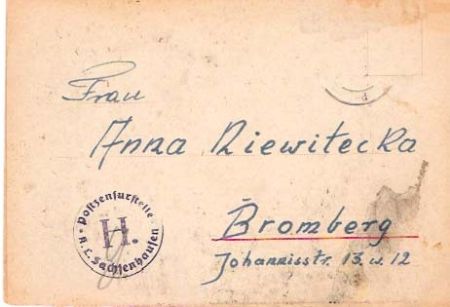 Frau
Anna Niewitecka
Bromberg
Johannisstr. 13 w. 12
Postzensurstelle
K.L. Sachsenhausen
H.